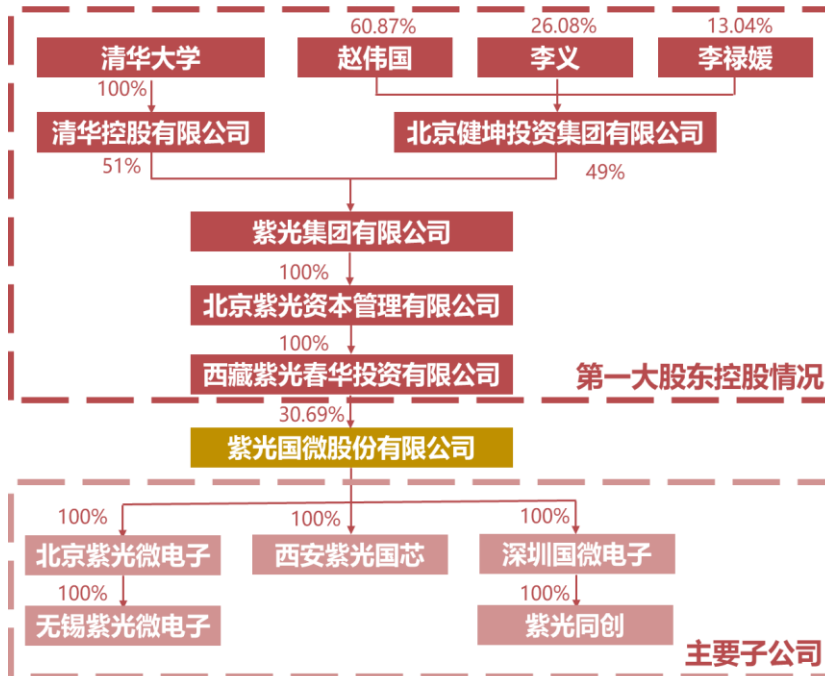 60.87% 26.08% 13.04%
清华大学 赵伟国 李义 李禄媛
100%
清华控股有限公司 北京健坤投资集团有限公司
51% 49%
紫光集团有限公司
100%
北京紫光资本管理有限公司
100%
西藏紫光春华投资有限公司 第一大股东控股情况
30.69%
紫光国微股份有限公司
100% 100% 100%
北京紫光微电子 西安紫光国芯 深圳国微电子
100% 100%
无锡紫光微电子 紫光同创
主要子公司